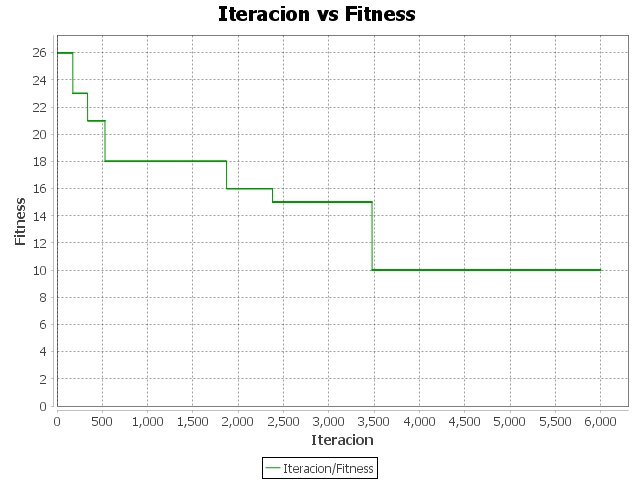 Iteracion vs Fitness
26
24
22
20
18
16
14
12
10
8
6
4
2
0
Fitness
0 500 1,000 1,500 2,000 2,500 3,000 3,500 4,000 4,500 5,000 5,500 6,000
Iteracion
Iteracion/Fitness